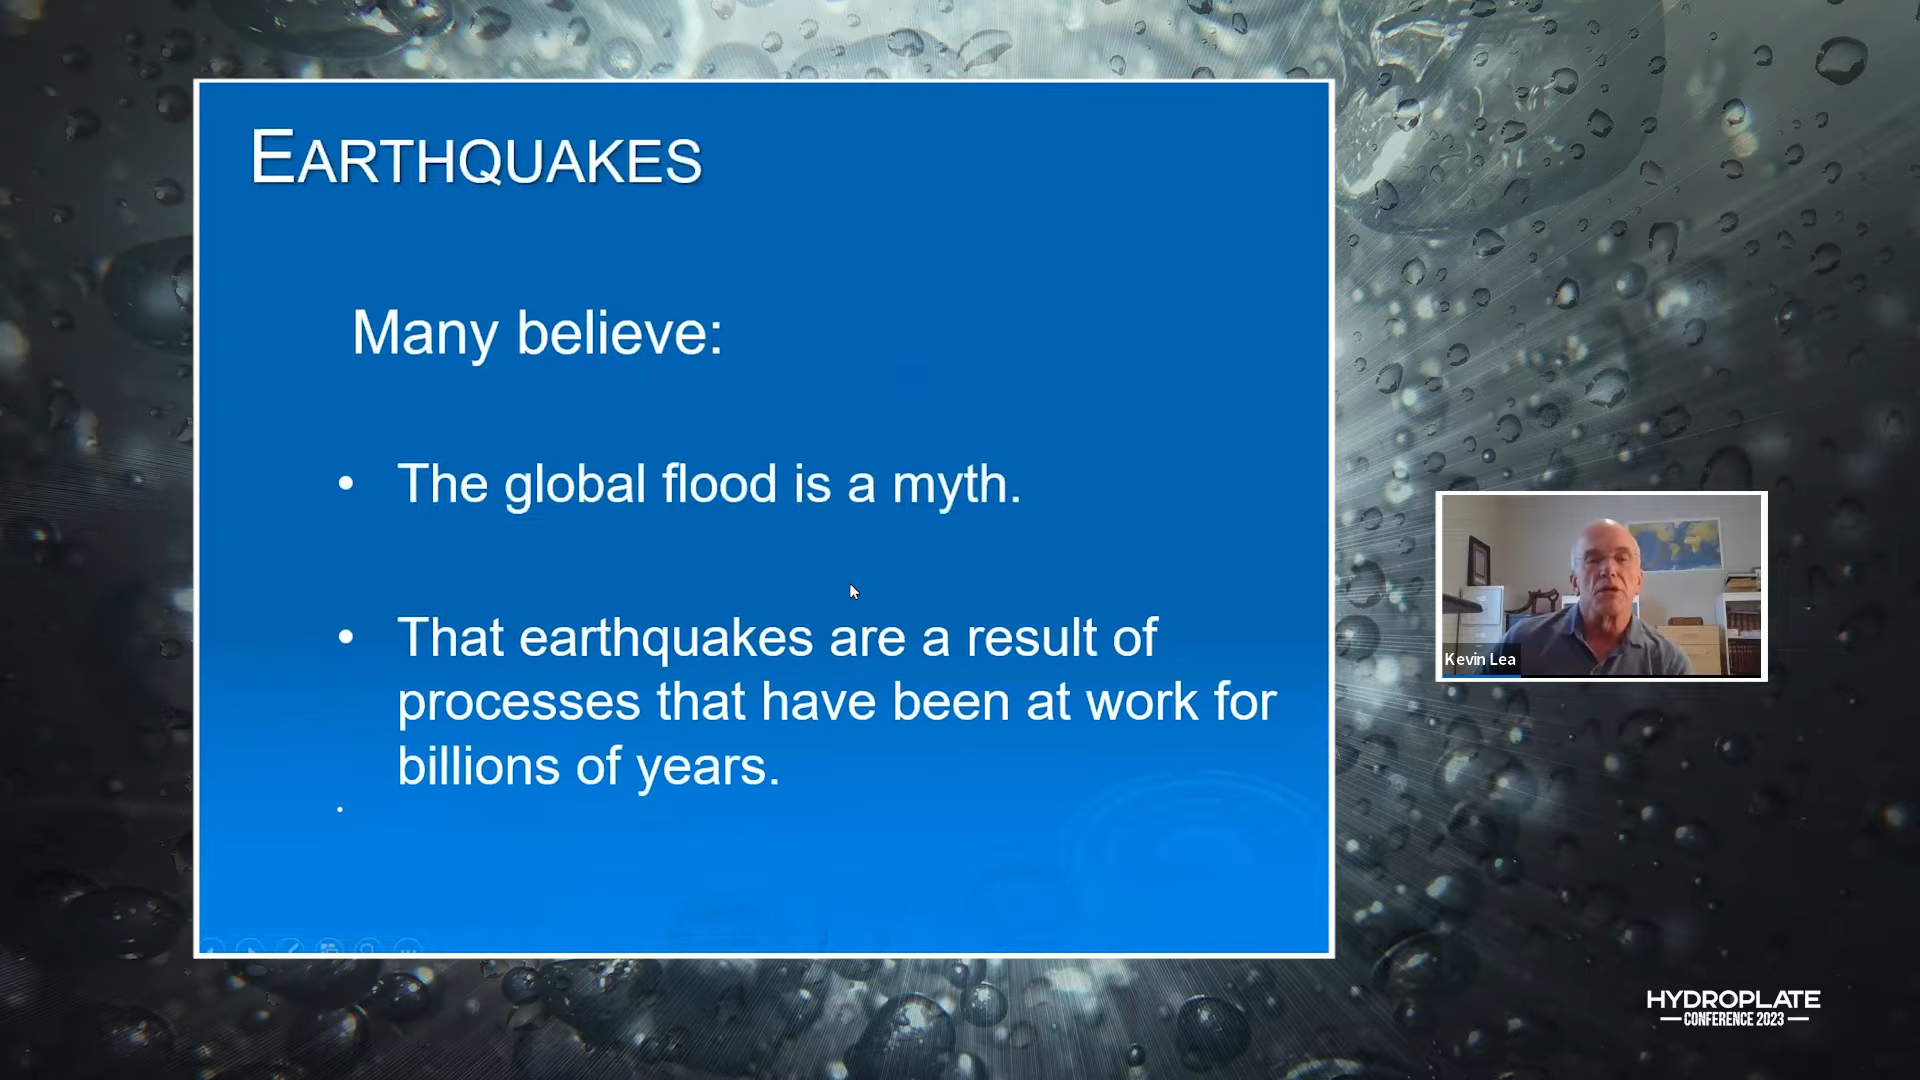 EARTHQUAKES
Many believe:
• The global flood is a myth.
• That earthquakes are a result of
processes that have been at work for
billions of years.
•
Kevin Lea
HYDROPLATE
CONFERENCE 2023